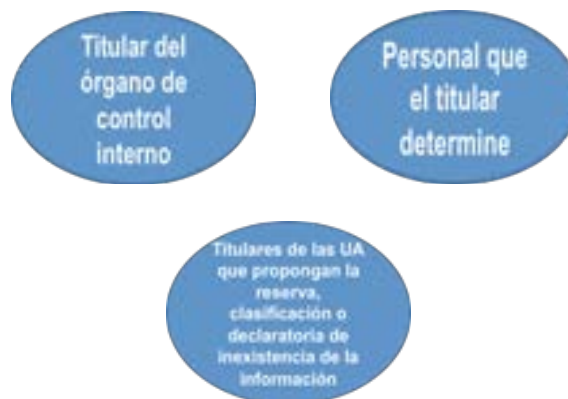 Titular del
órgano de
control
interno
Personal que
el titular
determine
Titulares de las UA
que propongan la
reserva,
clasificación o
declaratoria de
inexistencia de la
información